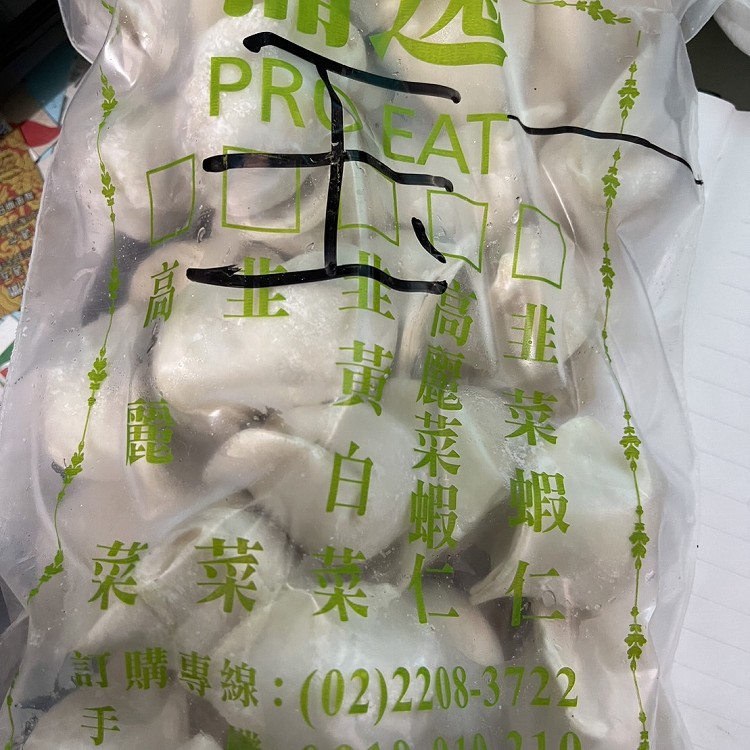 PRO EAT
玉
高麗菜
韭菜
韭黃白菜
高麗菜蝦仁
韭菜蝦仁
訂購專線：(02)2208-3722
手